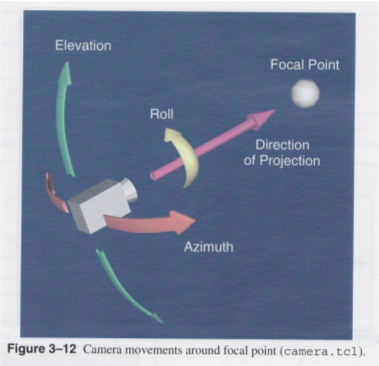 Elevation
Focal Point
Roll
Direction
of Projection
Azimuth
Figure 3–12 Camera movements around focal point (camera.tcl).